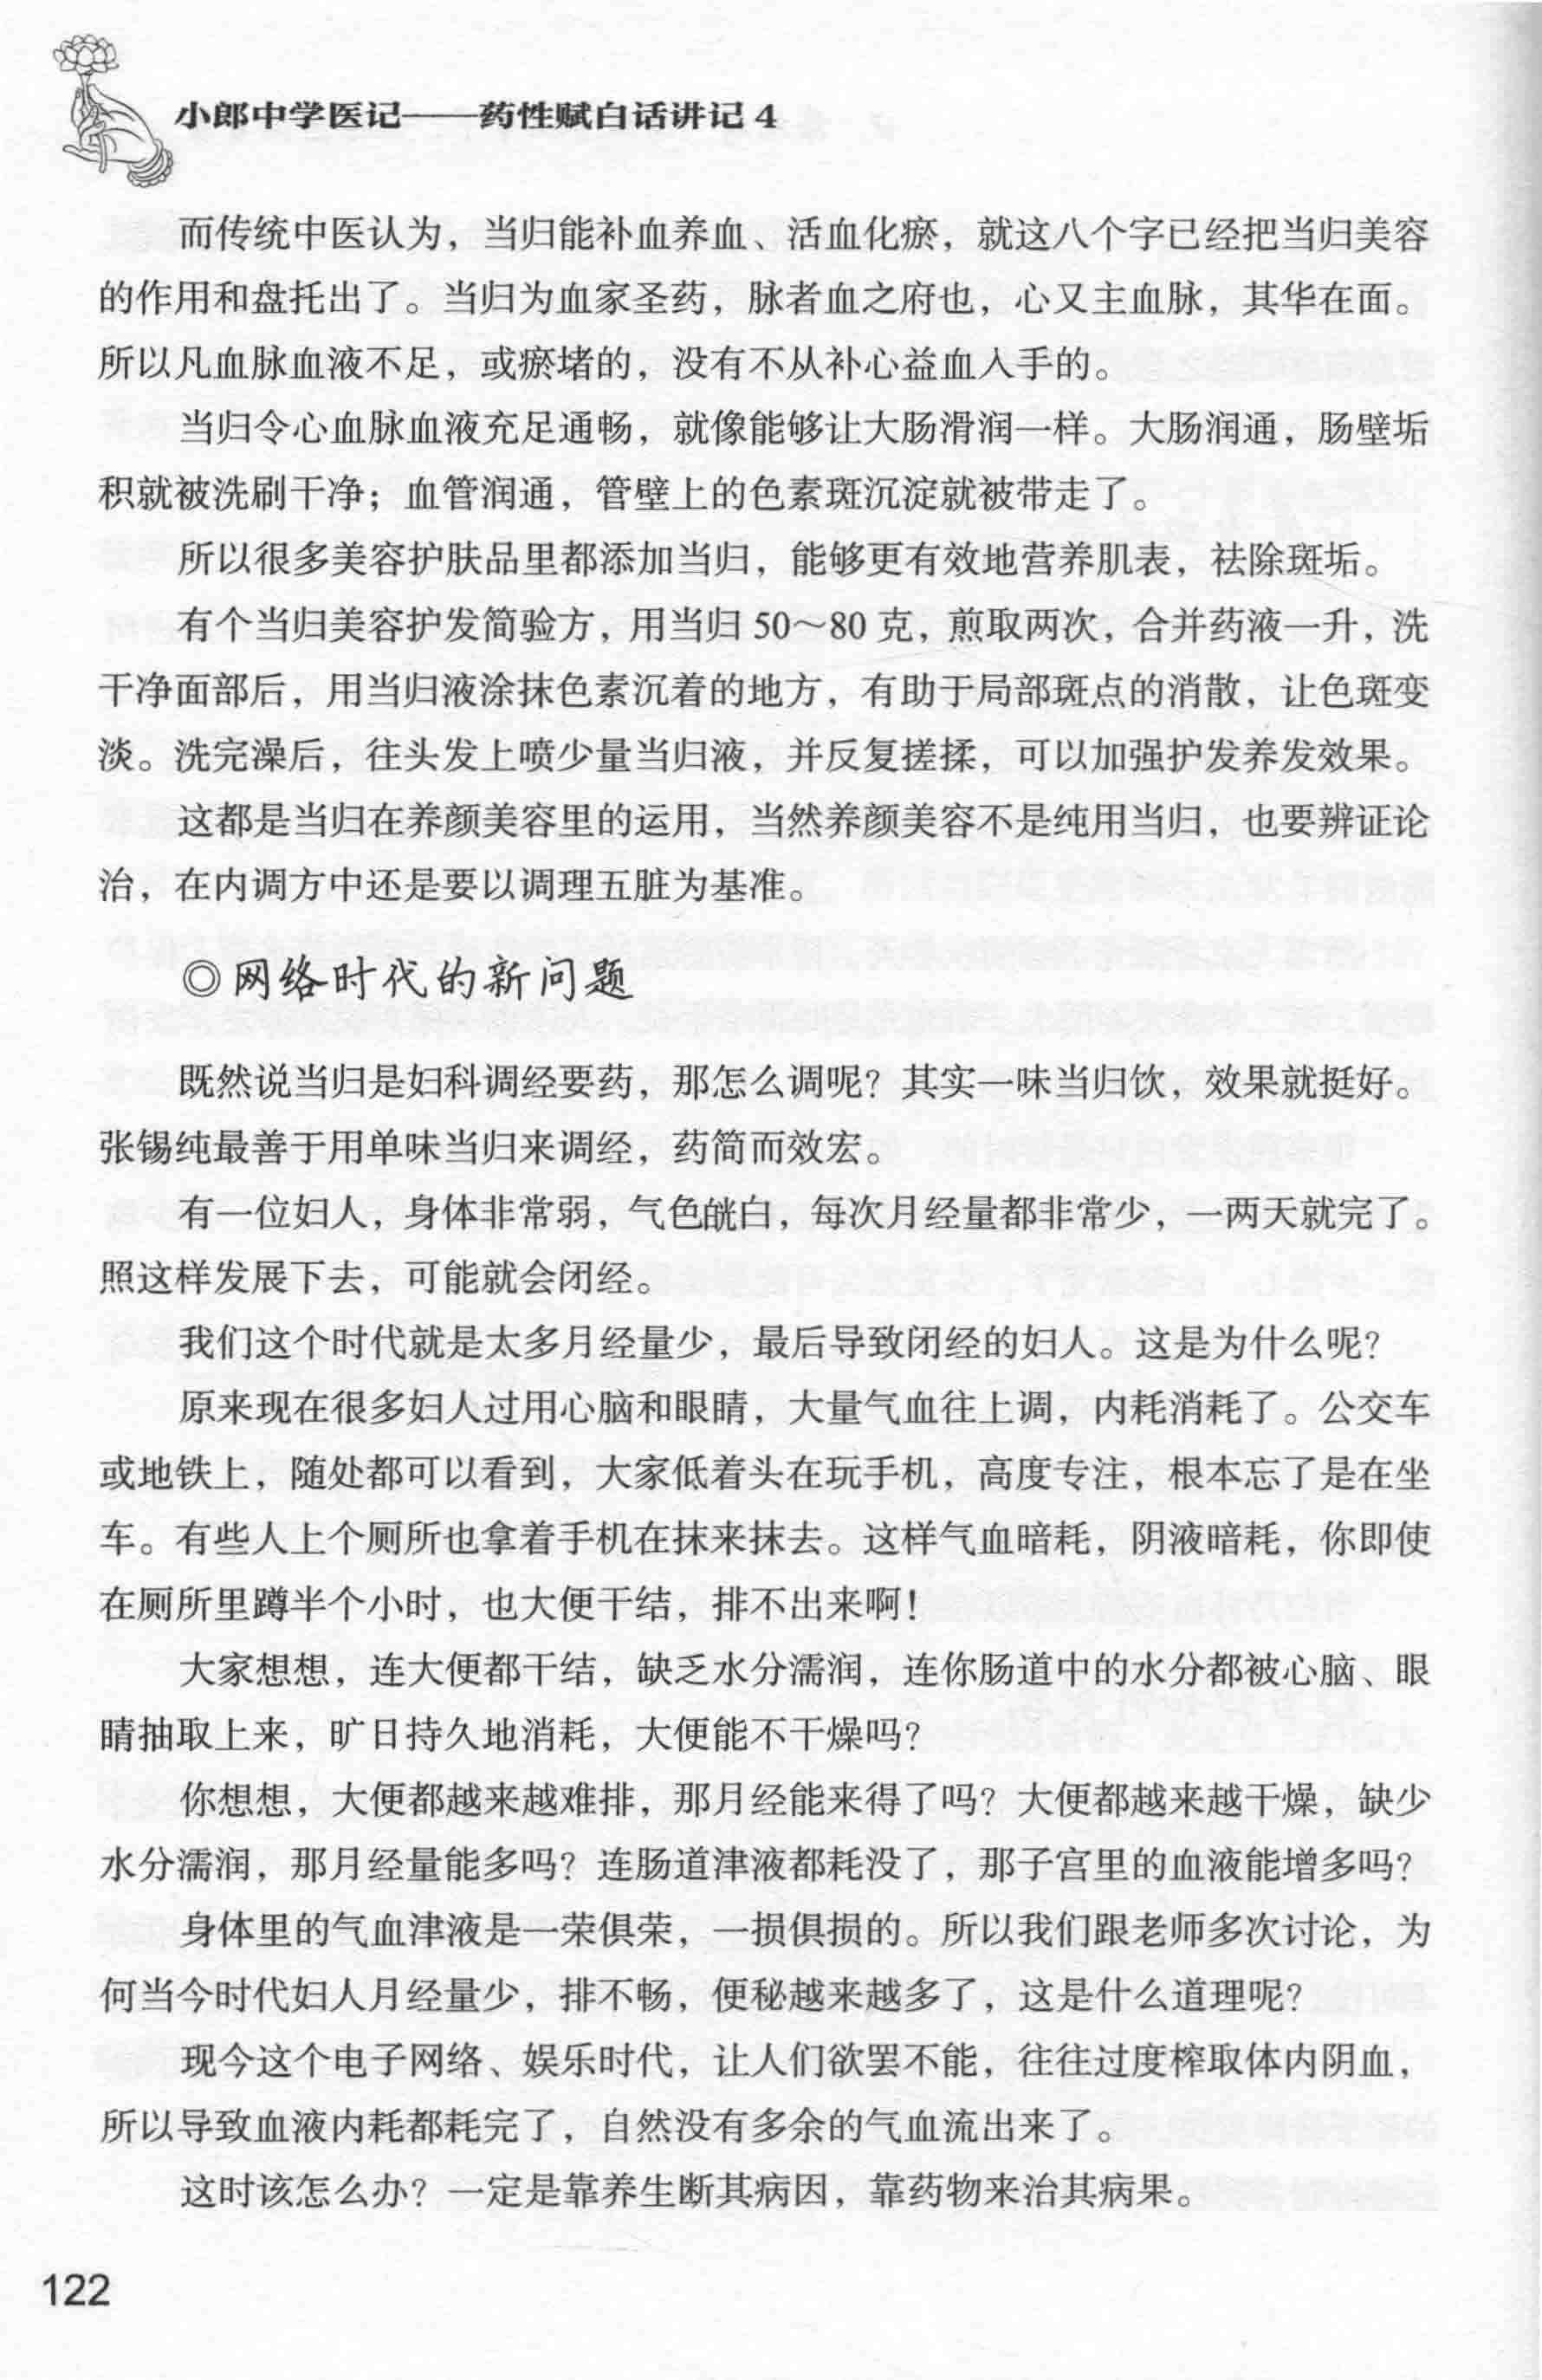 小郎中学医记——药性赋白话讲记 4
而传统中医认为，当归能补血养血、活血化瘀，就这八个字已经把当归美容
的作用和盘托出了。当归为血家圣药，脉者血之府也，心又主血脉，其华在面。
所以凡血脉血液不足，或瘀堵的，没有不从补心益血入手的。
当归令心血脉血液充足通畅，就像能够让大肠滑润一样。大肠润通，肠壁垢
积就被洗刷干净；血管润通，管壁上的色素斑沉淀就被带走了。
所以很多美容护肤品里都添加当归，能够更有效地营养肌表，祛除斑垢。
有个当归美容护发简验方，用当归 50～80 克，煎取两次，合并药液一升，洗
干净面部后，用当归液涂抹色素沉着的地方，有助于局部斑点的消散，让色斑变
淡。洗完澡后，往头发上喷少量当归液，并反复搓揉，可以加强护发养发效果。
这都是当归在养颜美容里的运用，当然养颜美容不是纯用当归，也要辨证论
治，在内调方中还是要以调理五脏为基准。
◎网络时代的新问题
既然说当归是妇科调经要药，那怎么调呢？其实一味当归饮，效果就挺好。
张锡纯最善于用单味当归来调经，药简而效宏。
有一位妇人，身体非常弱，气色㿠白，每次月经量都非常少，一两天就完了。
照这样发展下去，可能就会闭经。
我们这个时代就是太多月经量少，最后导致闭经的妇人。这是为什么呢？
原来现在很多妇人过用心脑和眼睛，大量气血往上调，内耗消耗了。公交车
或地铁上，随处都可以看到，大家低着头在玩手机，高度专注，根本忘了是在坐
车。有些人上个厕所也拿着手机在抹来抹去。这样气血暗耗，阴液暗耗，你即使
在厕所里蹲半个小时，也大便干结，排不出来啊！
大家想想，连大便都干结，缺乏水分濡润，连你肠道中的水分都被心脑、眼
睛抽取上来，旷日持久地消耗，大便能不干燥吗？
你想想，大便都越来越难排，那月经能来得了吗？大便都越来越干燥，缺少
水分濡润，那月经量能多吗？连肠道津液都耗没了，那子宫里的血液能增多吗？
身体里的气血津液是一荣俱荣，一损俱损的。所以我们跟老师多次讨论，为
何当今时代妇人月经量少，排不畅，便秘越来越多了，这是什么道理呢？
现今这个电子网络、娱乐时代，让人们欲罢不能，往往过度榨取体内阴血，
所以导致血液内耗都耗完了，自然没有多余的气血流出来了。
这时该怎么办？一定是靠养生断其病因，靠药物来治其病果。
122